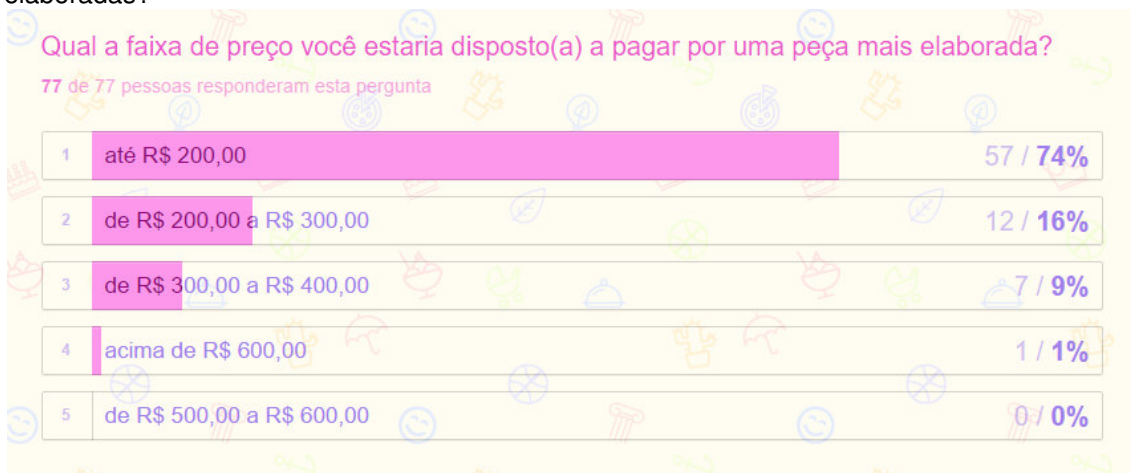 elaboradas?
Qual a faixa de preço você estaria disposto(a) a pagar por uma peça mais elaborada?
77 de 77 pessoas responderam esta pergunta
1 até R$ 200,00 57 / 74%
2 de R$ 200,00 a R$ 300,00 12 / 16%
3 de R$ 300,00 a R$ 400,00 7 / 9%
4 acima de R$ 600,00 1 / 1%
5 de R$ 500,00 a R$ 600,00 0 / 0%